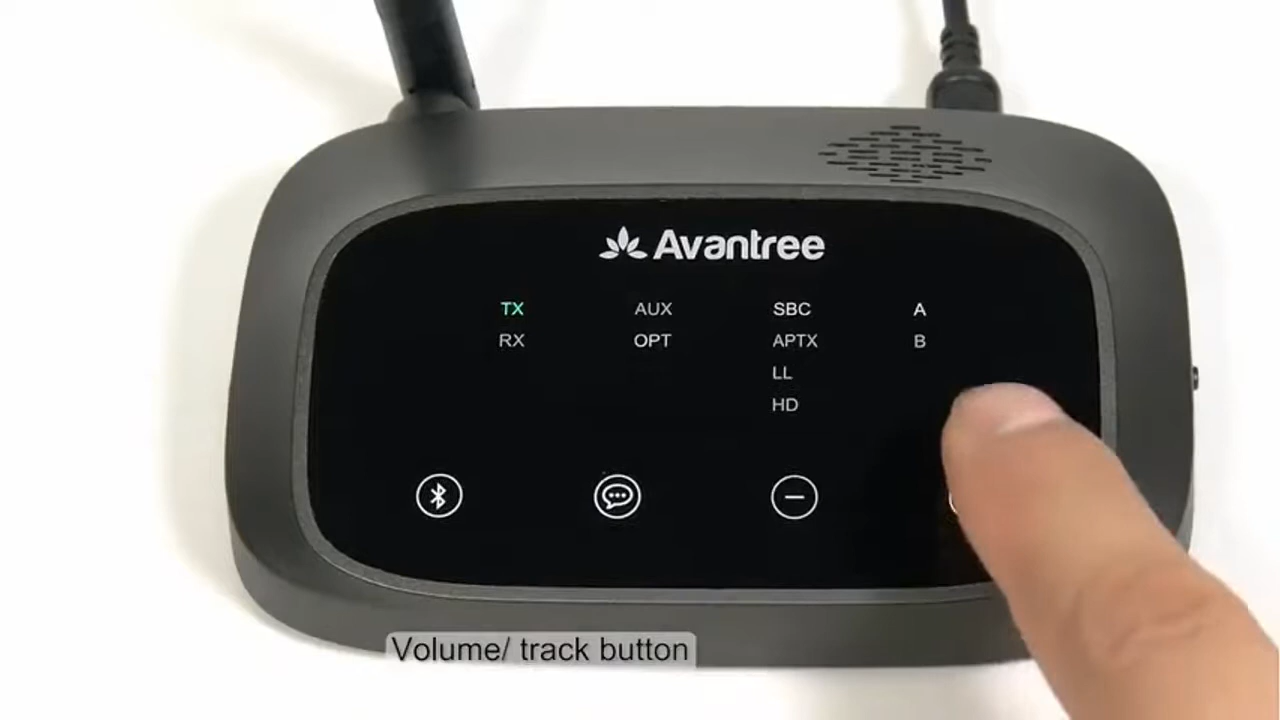 Avantree
TX AUX SBC A
RX OPT APTX B
LL
HD
Volume/ track button